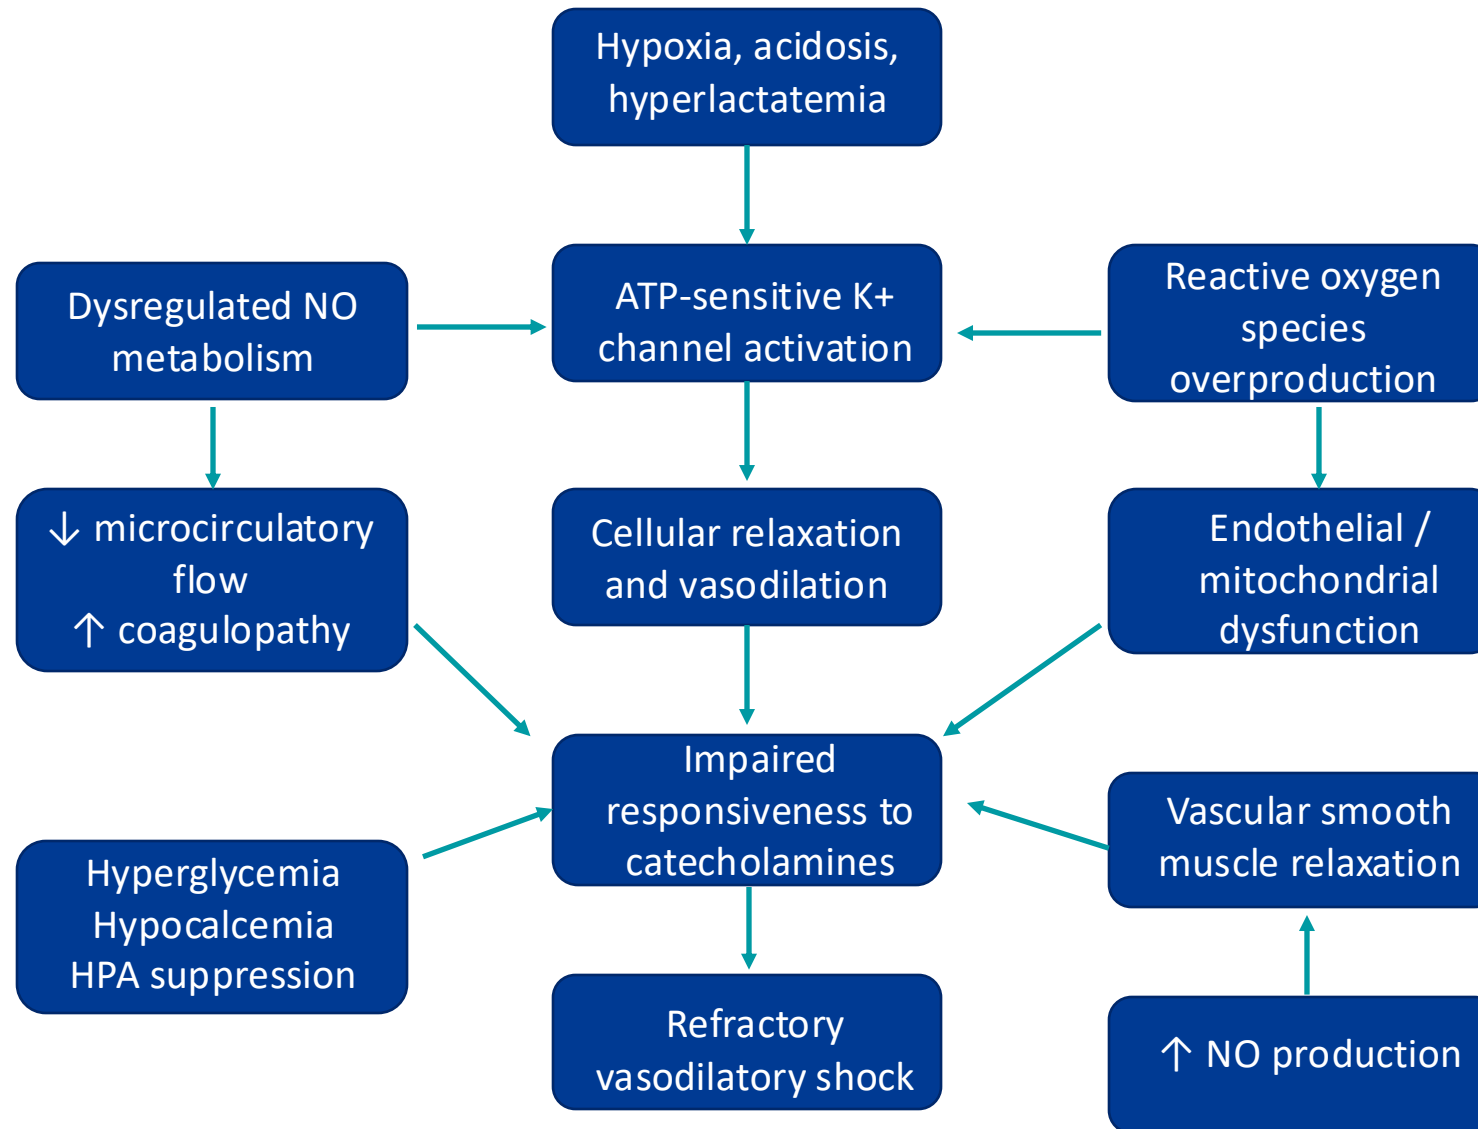 Hypoxia, acidosis,
hyperlactatemia
Dysregulated NO
metabolism
ATP-sensitive K+
channel activation
Reactive oxygen
species
overproduction
↓ microcirculatory
flow
↑ coagulopathy
Cellular relaxation
and vasodilation
Endothelial /
mitochondrial
dysfunction
Impaired
responsiveness to
catecholamines
Vascular smooth
muscle relaxation
Hyperglycemia
Hypocalcemia
HPA suppression
Refractory
vasodilatory shock
↑ NO production